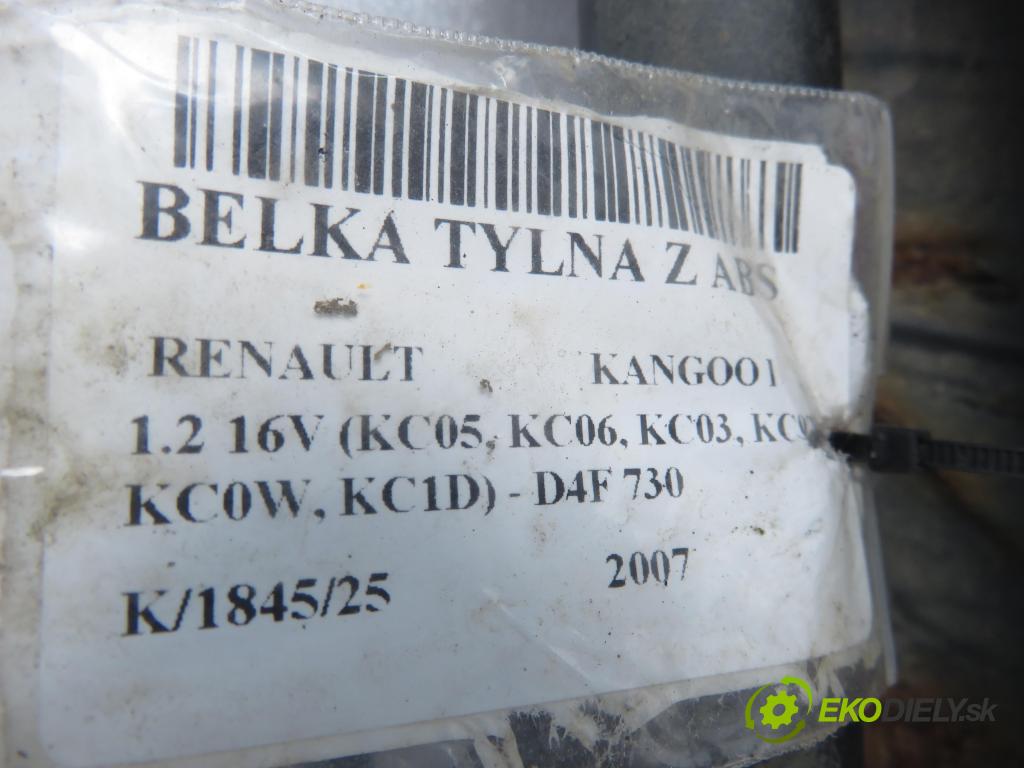 BELKA TYLNA Z ABS
RENAULT KANGOO I
1.2 16V (KC05, KC06, KC03,
KC0W, KC1D) - D4F 730
K/1845/25 2007
EKODIELY.sk